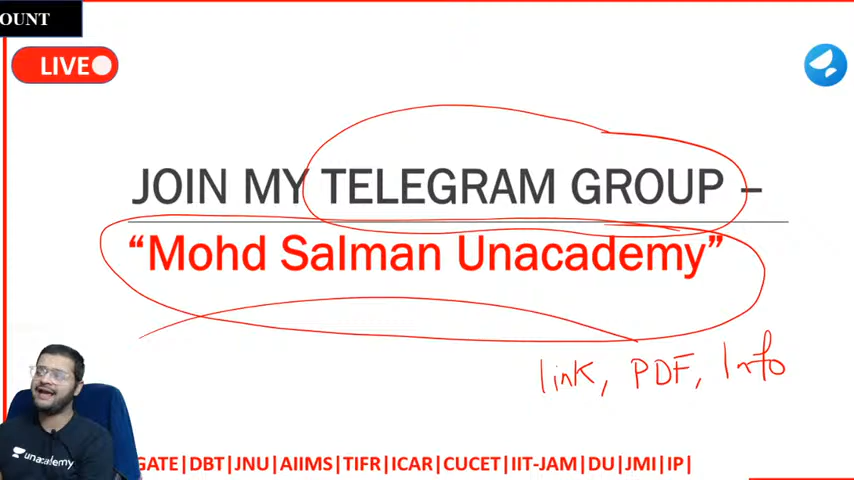 OUNT
LIVE
JOIN MY TELEGRAM GROUP –
“Mohd Salman Unacademy”
link, PDF, Info
unacademy
GATE|DBT|JNU|AIIMS|TIFR|ICAR|CUCET|IIT-JAM|DU|JMI|IP|